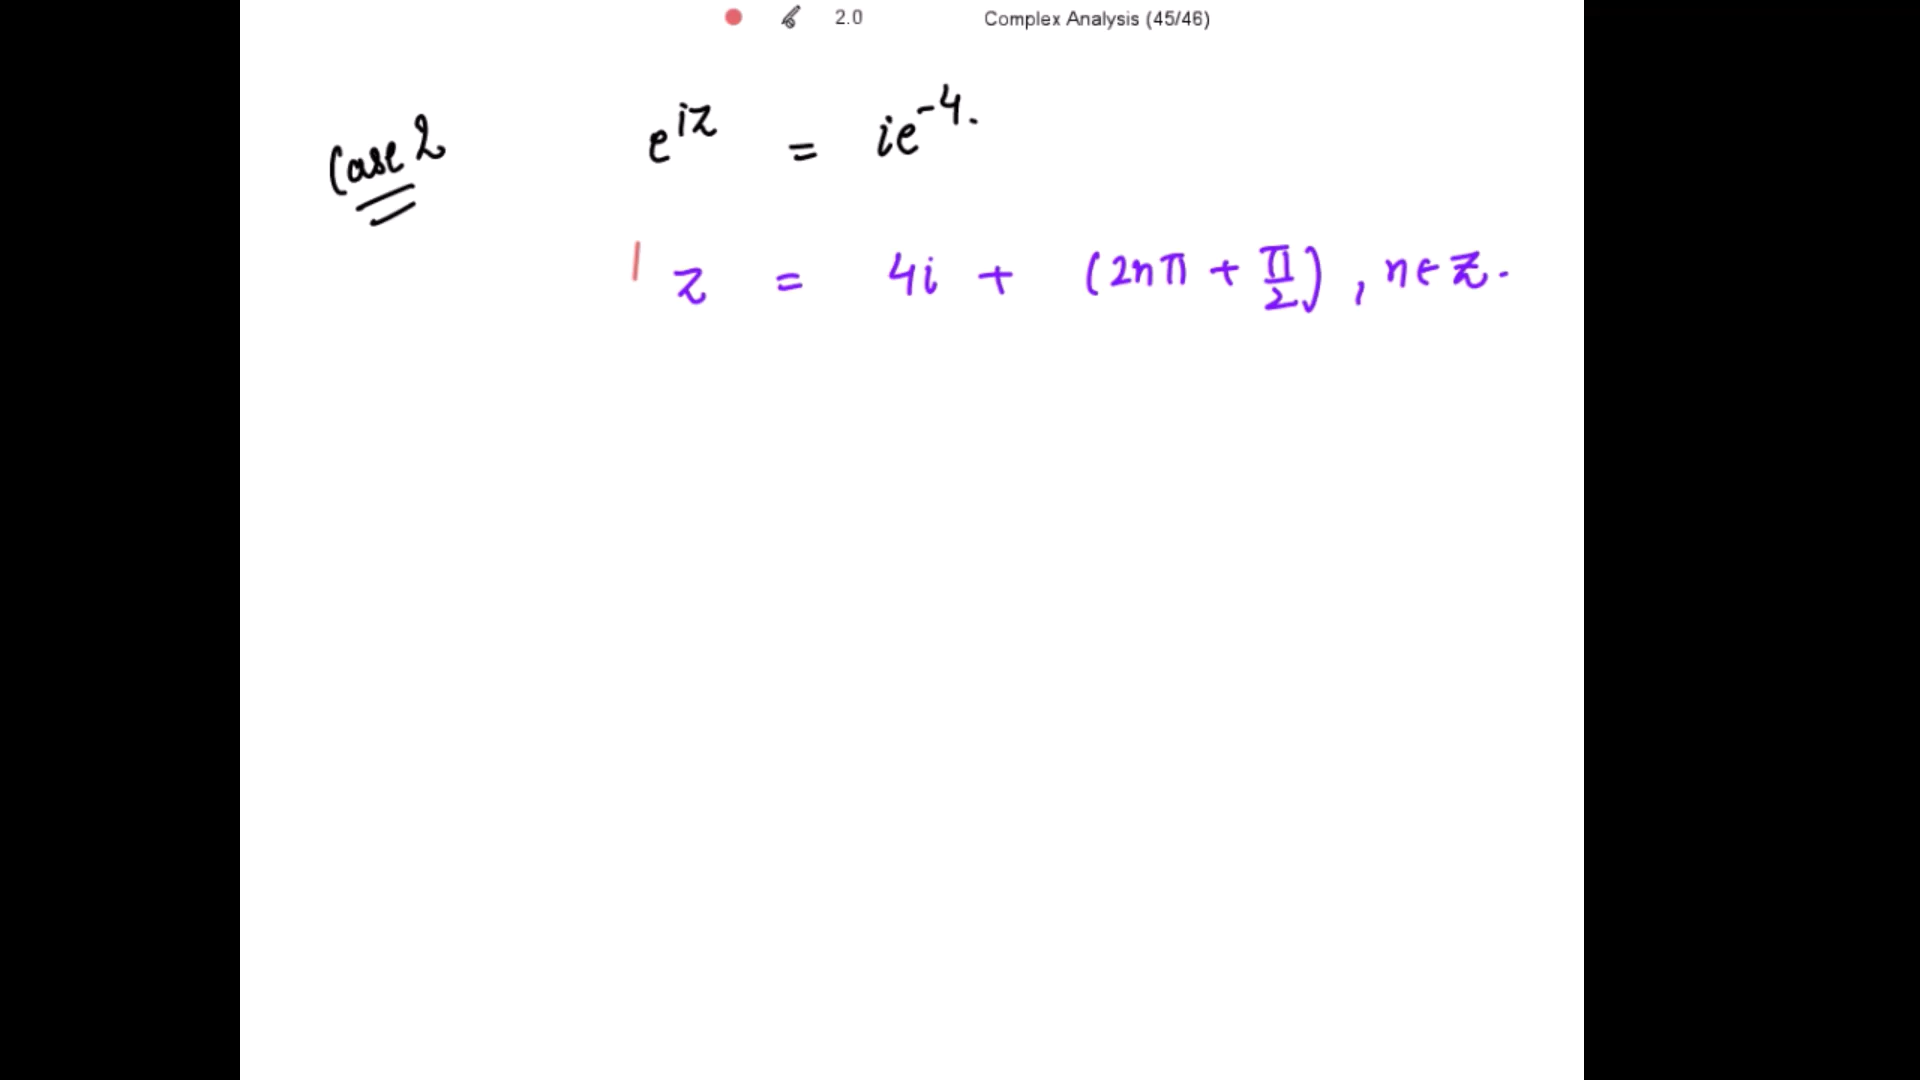 2.0 Complex Analysis (45/46)
Case 2 e^{iz} = ie^{-4}.
z = 4i + (2nπ + π/2), n ∈ ℤ.